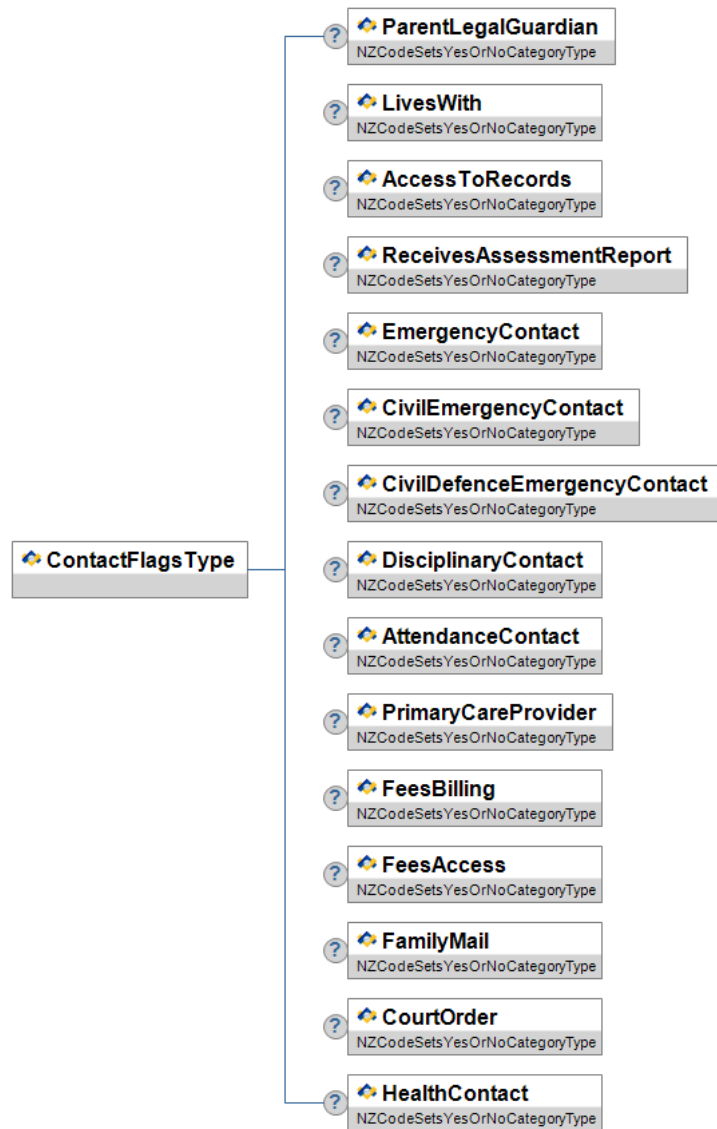 ?
ParentLegalGuardian
NZCodeSetsYesOrNoCategoryType
?
LivesWith
NZCodeSetsYesOrNoCategoryType
?
AccessToRecords
NZCodeSetsYesOrNoCategoryType
?
ReceivesAssessmentReport
NZCodeSetsYesOrNoCategoryType
?
EmergencyContact
NZCodeSetsYesOrNoCategoryType
?
CivilEmergencyContact
NZCodeSetsYesOrNoCategoryType
?
CivilDefenceEmergencyContact
NZCodeSetsYesOrNoCategoryType
ContactFlagsType
?
DisciplinaryContact
NZCodeSetsYesOrNoCategoryType
?
AttendanceContact
NZCodeSetsYesOrNoCategoryType
?
PrimaryCareProvider
NZCodeSetsYesOrNoCategoryType
?
FeesBilling
NZCodeSetsYesOrNoCategoryType
?
FeesAccess
NZCodeSetsYesOrNoCategoryType
?
FamilyMail
NZCodeSetsYesOrNoCategoryType
?
CourtOrder
NZCodeSetsYesOrNoCategoryType
?
HealthContact
NZCodeSetsYesOrNoCategoryType